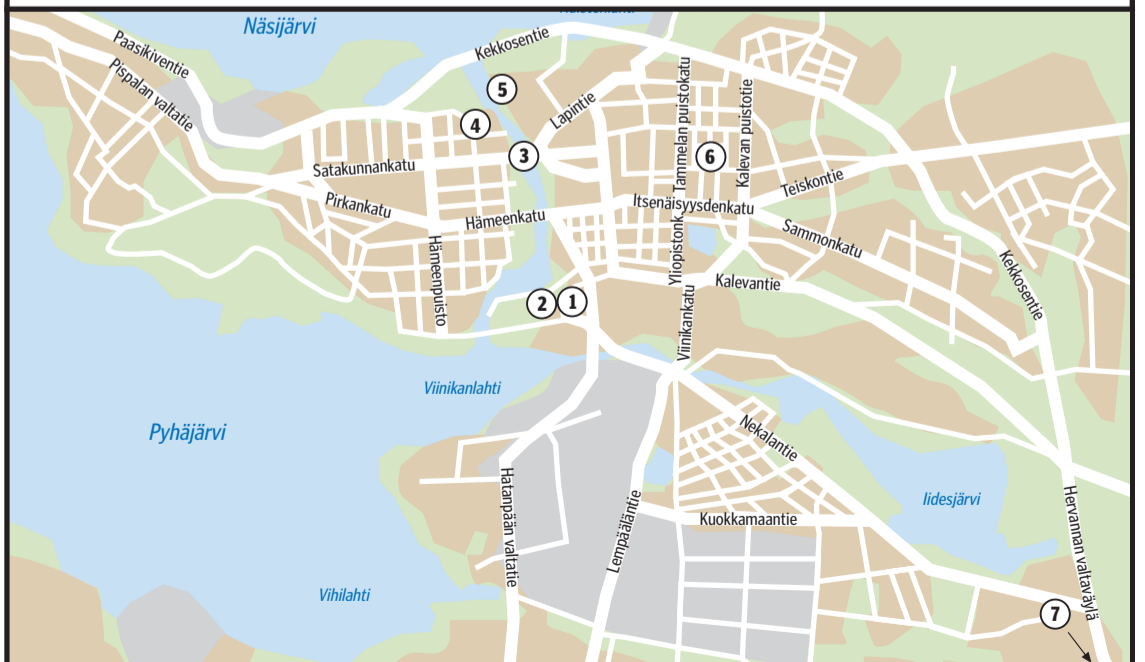 Näsijärvi
Paasikiventie
Pispalan valtatie
Kekkosentie
5
4
Lapintie
3
Tammelan puistokatu
Kalevan puistotie
6
Satakunnankatu
Teiskontie
Pirkankatu
Hämeenkatu
Itsenäisyysdenkatu
Sammonkatu
Hämeenpuisto
Yliopistonk.
Kalevantie
Kekkosentie
2
1
Viinikankatu
Viinikanlahti
Pyhäjärvi
Nekalantie
Hatanpään valtatie
Lempääläntie
Kuokkamaantie
Iidesjärvi
Hervannan valtaväylä
Vihilahti
7